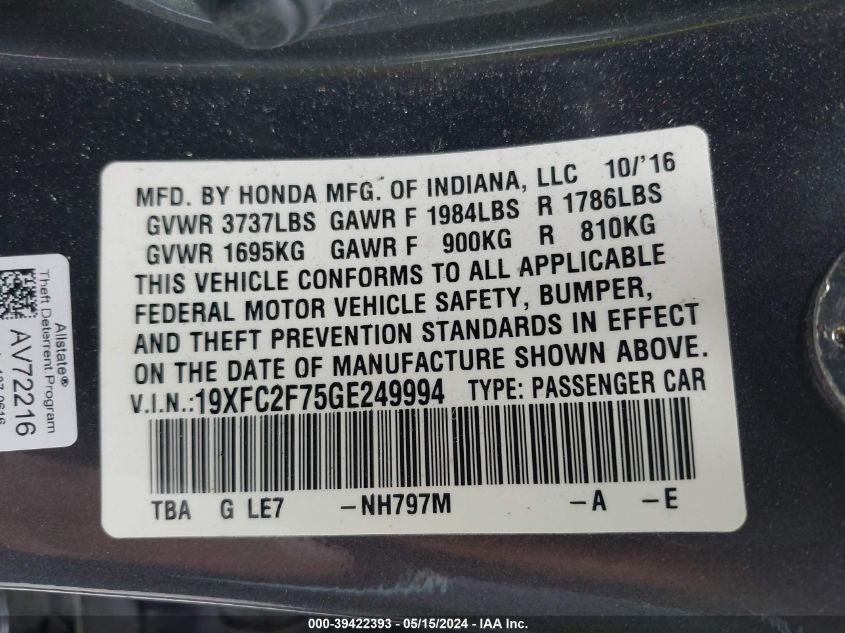 MFD. BY HONDA MFG. OF INDIANA, LLC 10/'16
GVWR 3737LBS GAWR F 1984LBS R 1786LBS
GVWR 1695KG GAWR F 900KG R 810KG
THIS VEHICLE CONFORMS TO ALL APPLICABLE
FEDERAL MOTOR VEHICLE SAFETY, BUMPER,
AND THEFT PREVENTION STANDARDS IN EFFECT
ON THE DATE OF MANUFACTURE SHOWN ABOVE.
V.I.N.:19XFC2F75GE249994 TYPE: PASSENGER CAR
TBA G LE7 -NH797M -A -E
Allstate®
Theft Deterrent Program
AV72216
000-39422393 - 05/15/2024 - IAA Inc.